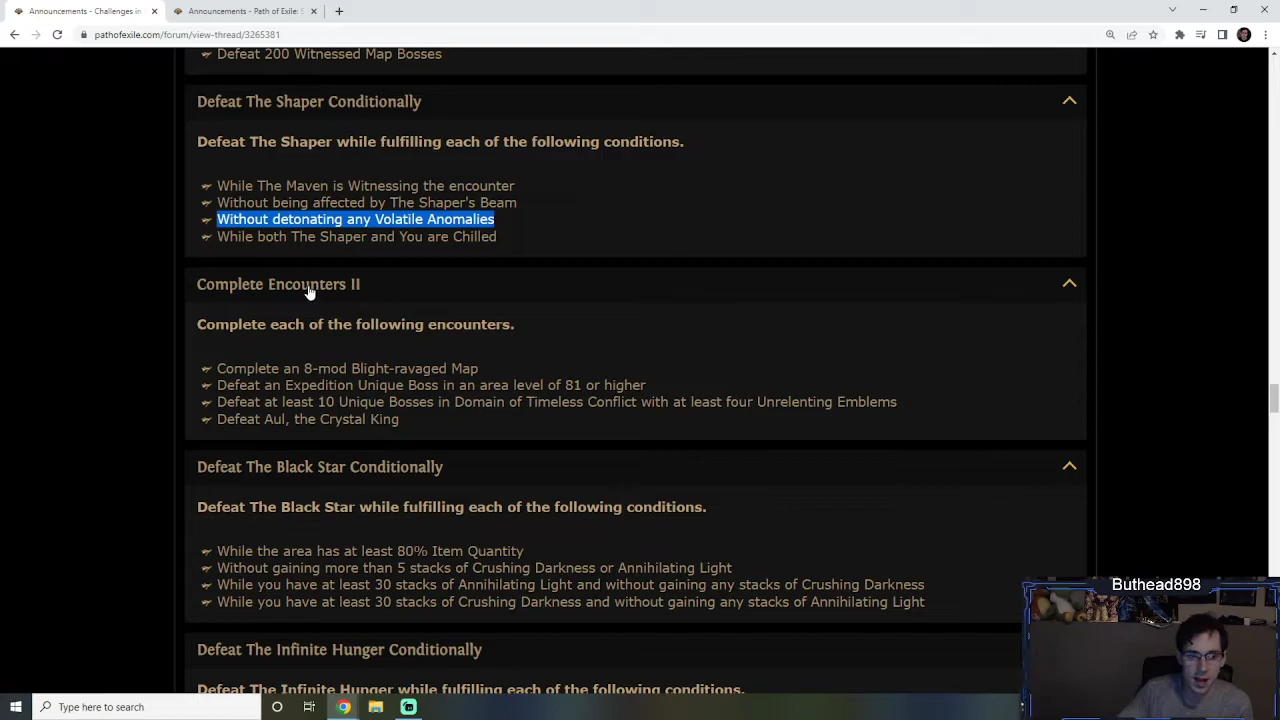 Announcements - Challenges in
Announcements - Path of Exile: S
pathofexile.com/forum/view-thread/3265381
Defeat 200 Witnessed Map Bosses
Defeat The Shaper Conditionally
Defeat The Shaper while fulfilling each of the following conditions.
While The Maven is Witnessing the encounter
Without being affected by The Shaper's Beam
Without detonating any Volatile Anomalies
While both The Shaper and You are Chilled
Complete Encounters II
Complete each of the following encounters.
Complete an 8-mod Blight-ravaged Map
Defeat an Expedition Unique Boss in an area level of 81 or higher
Defeat at least 10 Unique Bosses in Domain of Timeless Conflict with at least four Unrelenting Emblems
Defeat Aul, the Crystal King
Defeat The Black Star Conditionally
Defeat The Black Star while fulfilling each of the following conditions.
While the area has at least 80% Item Quantity
Without gaining more than 5 stacks of Crushing Darkness or Annihilating Light
While you have at least 30 stacks of Annihilating Light and without gaining any stacks of Crushing Darkness
While you have at least 30 stacks of Crushing Darkness and without gaining any stacks of Annihilating Light
Buthead898
Defeat The Infinite Hunger Conditionally
Defeat The Infinite Hunger while fulfilling each of the following conditions.
Type here to search